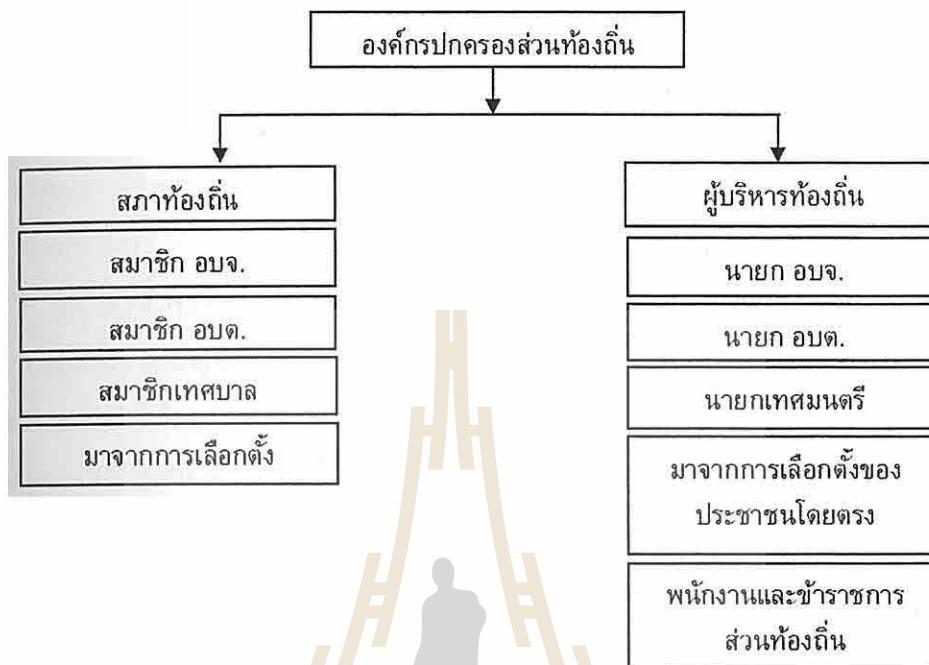 องค์กรปกครองส่วนท้องถิ่น
สภาท้องถิ่น
สมาชิก อบจ.
สมาชิก อบต.
สมาชิกเทศบาล
มาจากการเลือกตั้ง
ผู้บริหารท้องถิ่น
นายก อบจ.
นายก อบต.
นายกเทศมนตรี
มาจากการเลือกตั้งของ
ประชาชนโดยตรง
พนักงานและข้าราชการ
ส่วนท้องถิ่น